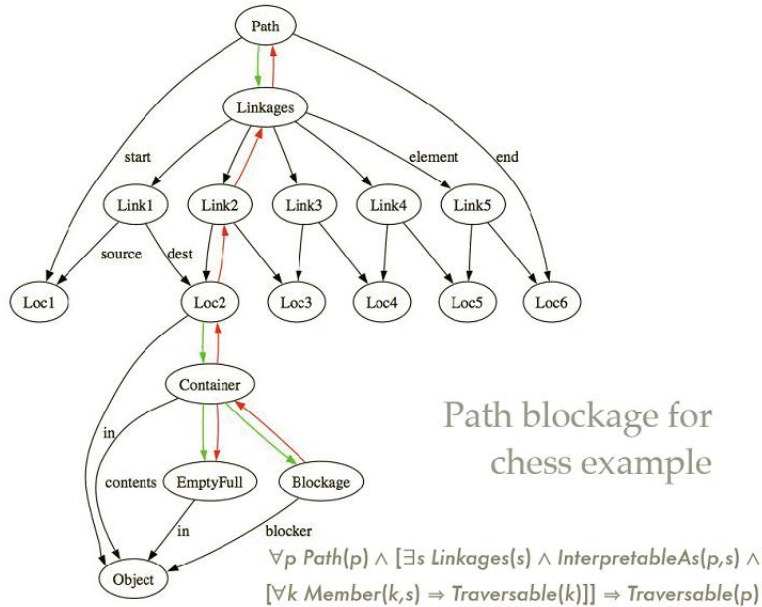 Path
Linkages
start
element
end
Link1
Link2
Link3
Link4
Link5
source
dest
Loc1
Loc2
Loc3
Loc4
Loc5
Loc6
Container
Path blockage for
chess example
in
contents
EmptyFull
Blockage
in
blocker
Object
∀p Path(p) ∧ [∃s Linkages(s) ∧ InterpretableAs(p,s) ∧
[∀k Member(k,s) ⇒ Traversable(k)]] ⇒ Traversable(p)